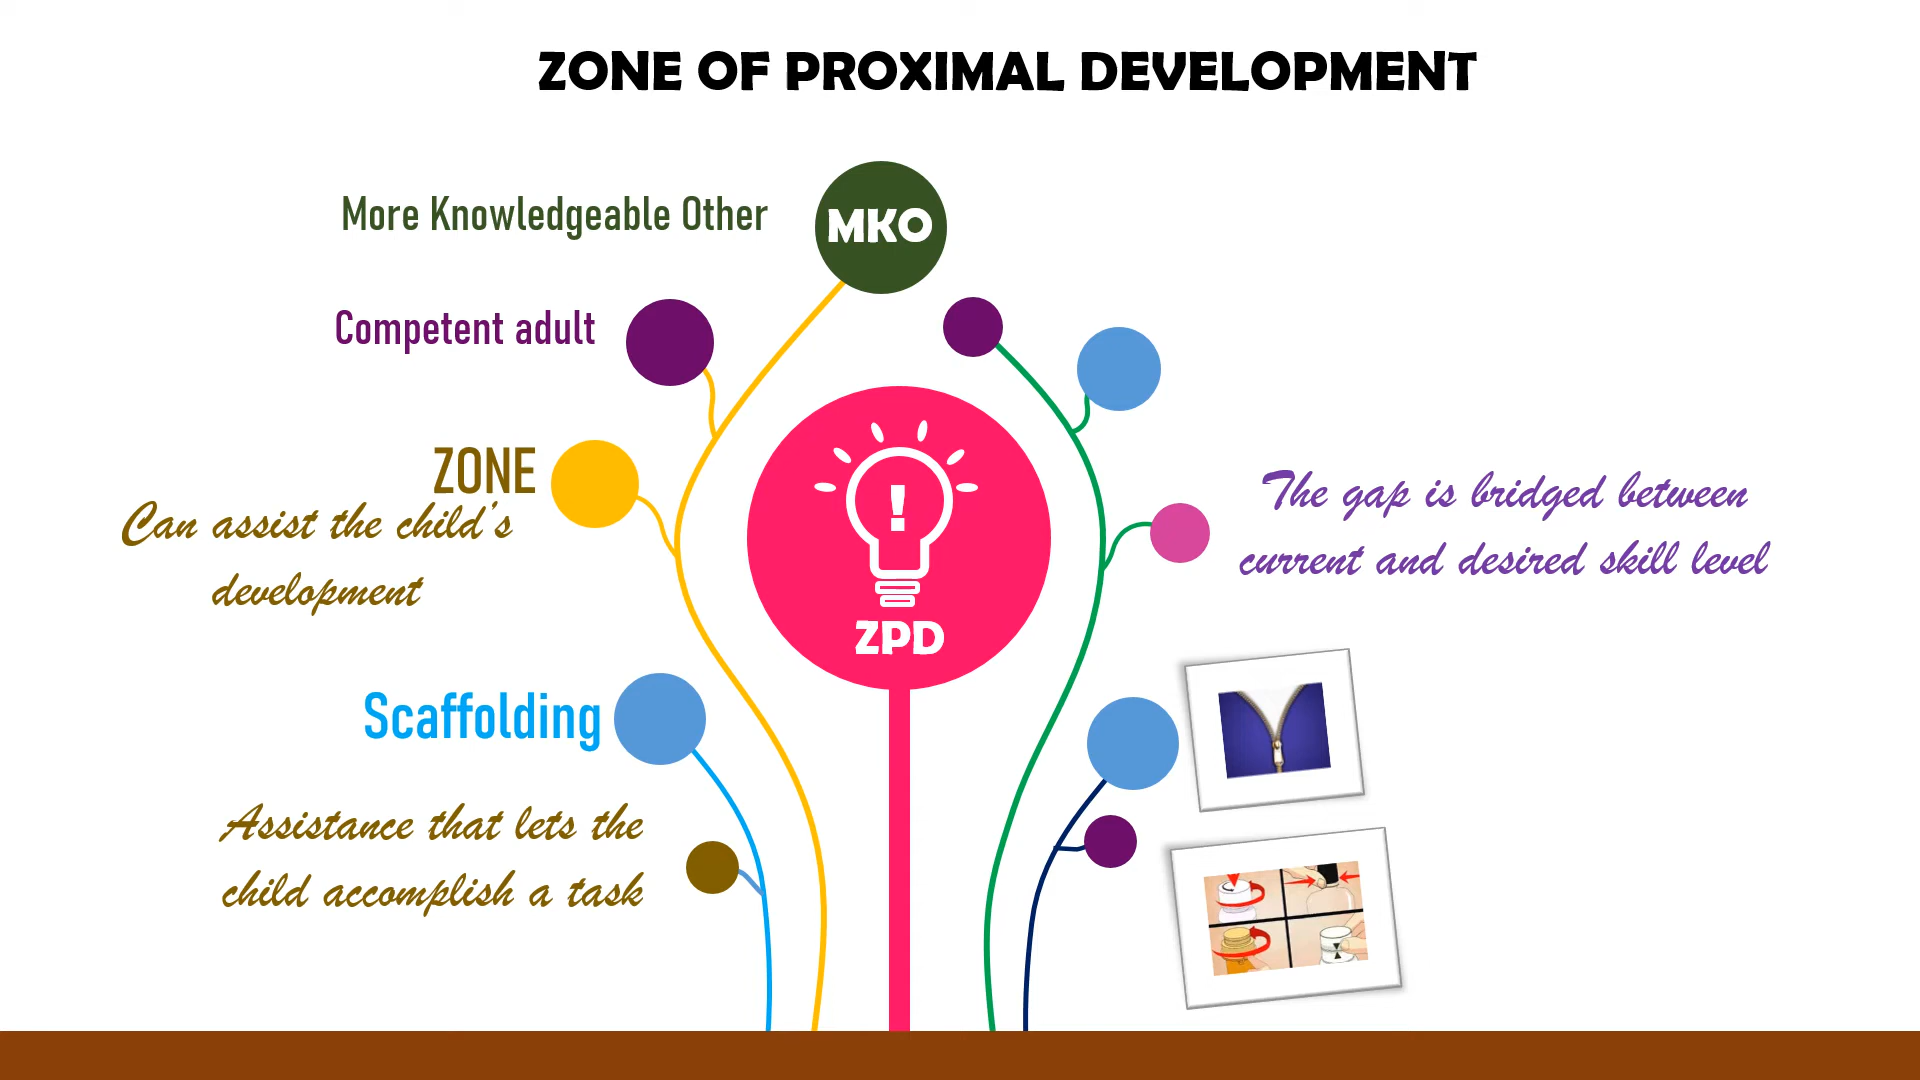 ZONE OF PROXIMAL DEVELOPMENT
More Knowledgeable Other
MKO
Competent adult
ZONE
Can assist the child's
development
!
ZPD
The gap is bridged between
current and desired skill level
Scaffolding
Assistance that lets the
child accomplish a task